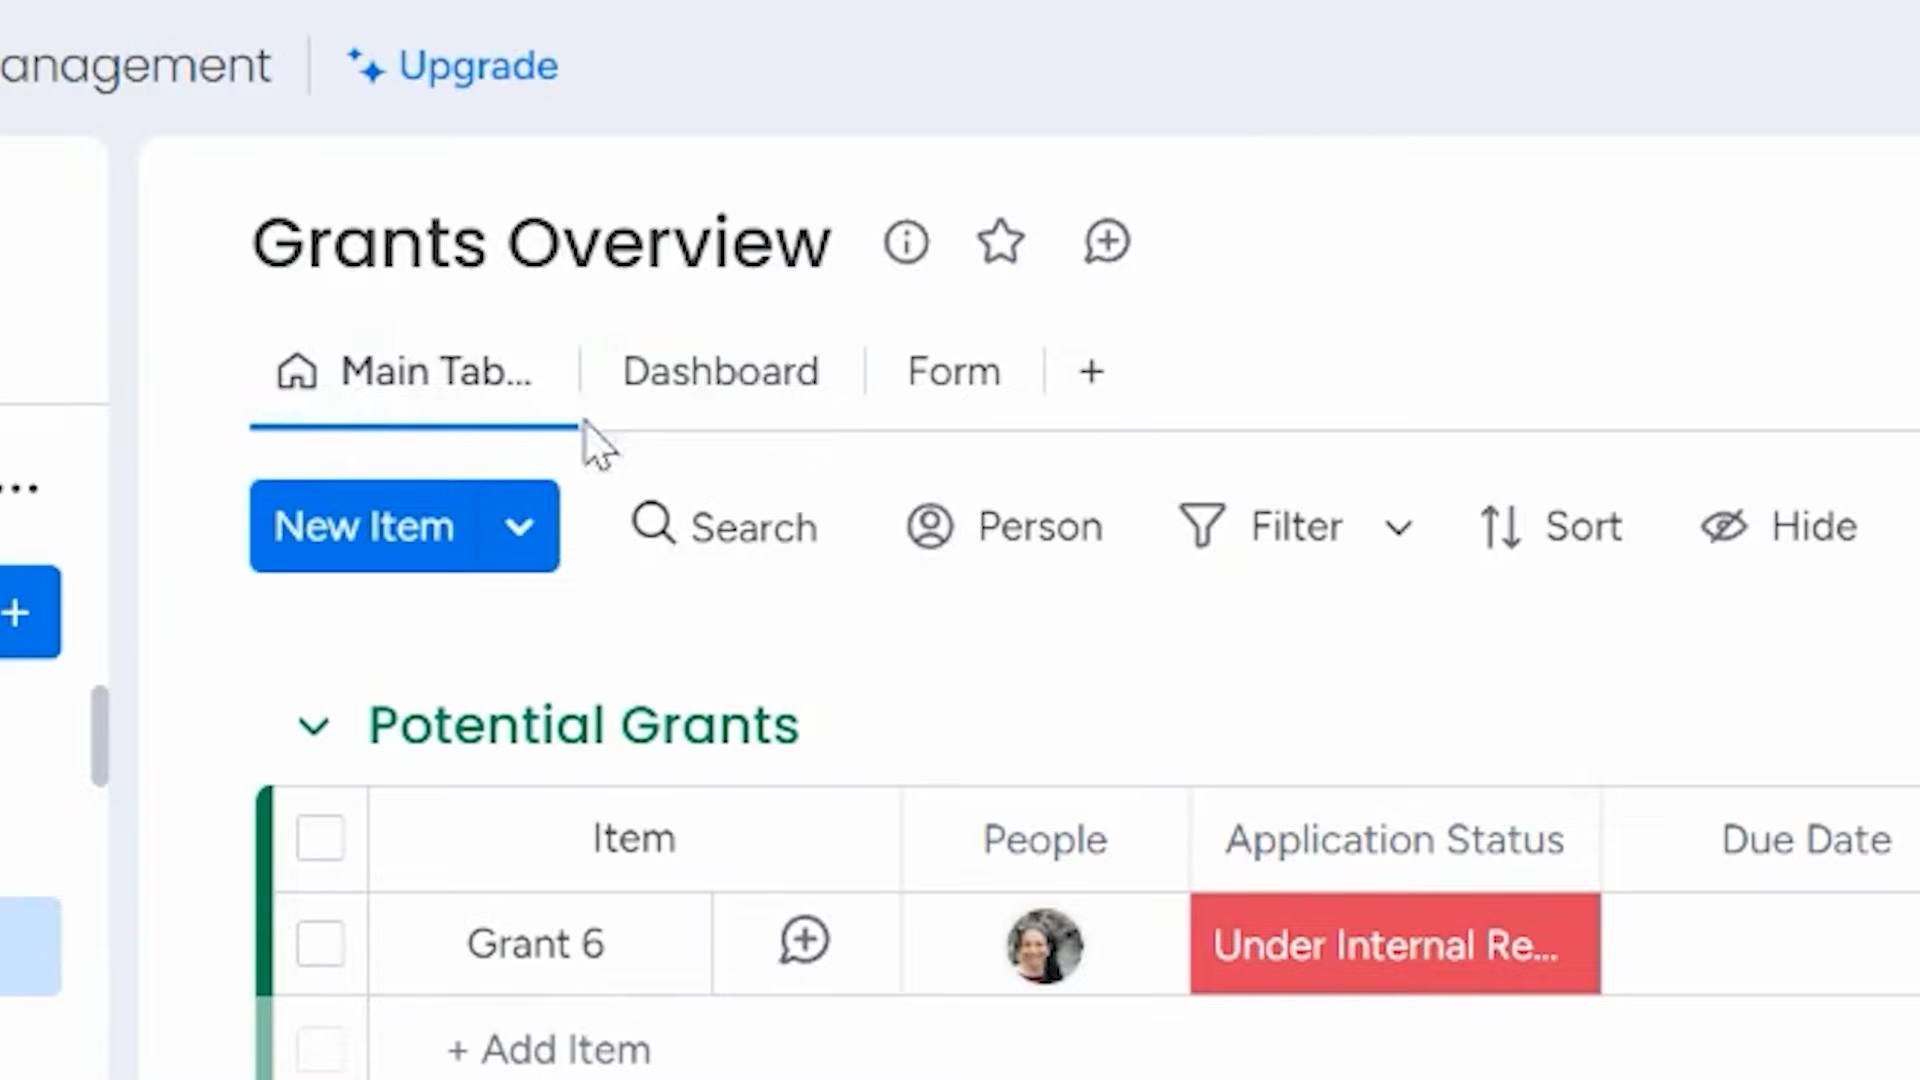 anagement
Upgrade
Grants Overview
Main Tab...
Dashboard
Form
+
New Item
Search
Person
Filter
Sort
Hide
+
Potential Grants
Item
People
Application Status
Due Date
Grant 6
Under Internal Re...
+ Add Item